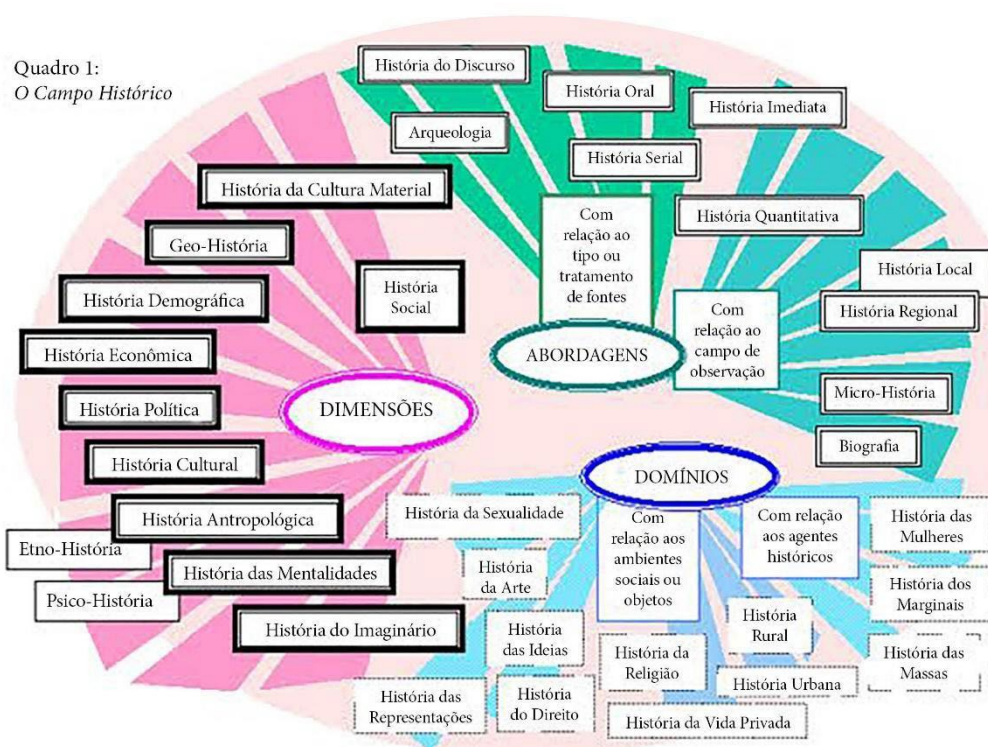 Quadro 1:
O Campo Histórico
História do Discurso
História Oral
História Imediata
Arqueologia
História Serial
História da Cultura Material
Com
relação ao
tipo ou
tratamento
de fontes
História Quantitativa
Geo-História
História
Social
História Local
História Demográfica
Com
relação ao
campo de
observação
História Regional
História Econômica
ABORDAGENS
DIMENSÕES
História Política
Micro-História
História Cultural
Biografia
DOMÍNIOS
História da Sexualidade
Com
relação aos
ambientes
sociais ou
objetos
Com relação
aos agentes
históricos
História das
Mulheres
História Antropológica
Etno-História
História
da Arte
História das Mentalidades
História dos
Marginais
Psico-História
História do Imaginário
História
das Ideias
História
Rural
História da
Religião
História das
Massas
História Urbana
História das
Representações
História
do Direito
História da Vida Privada